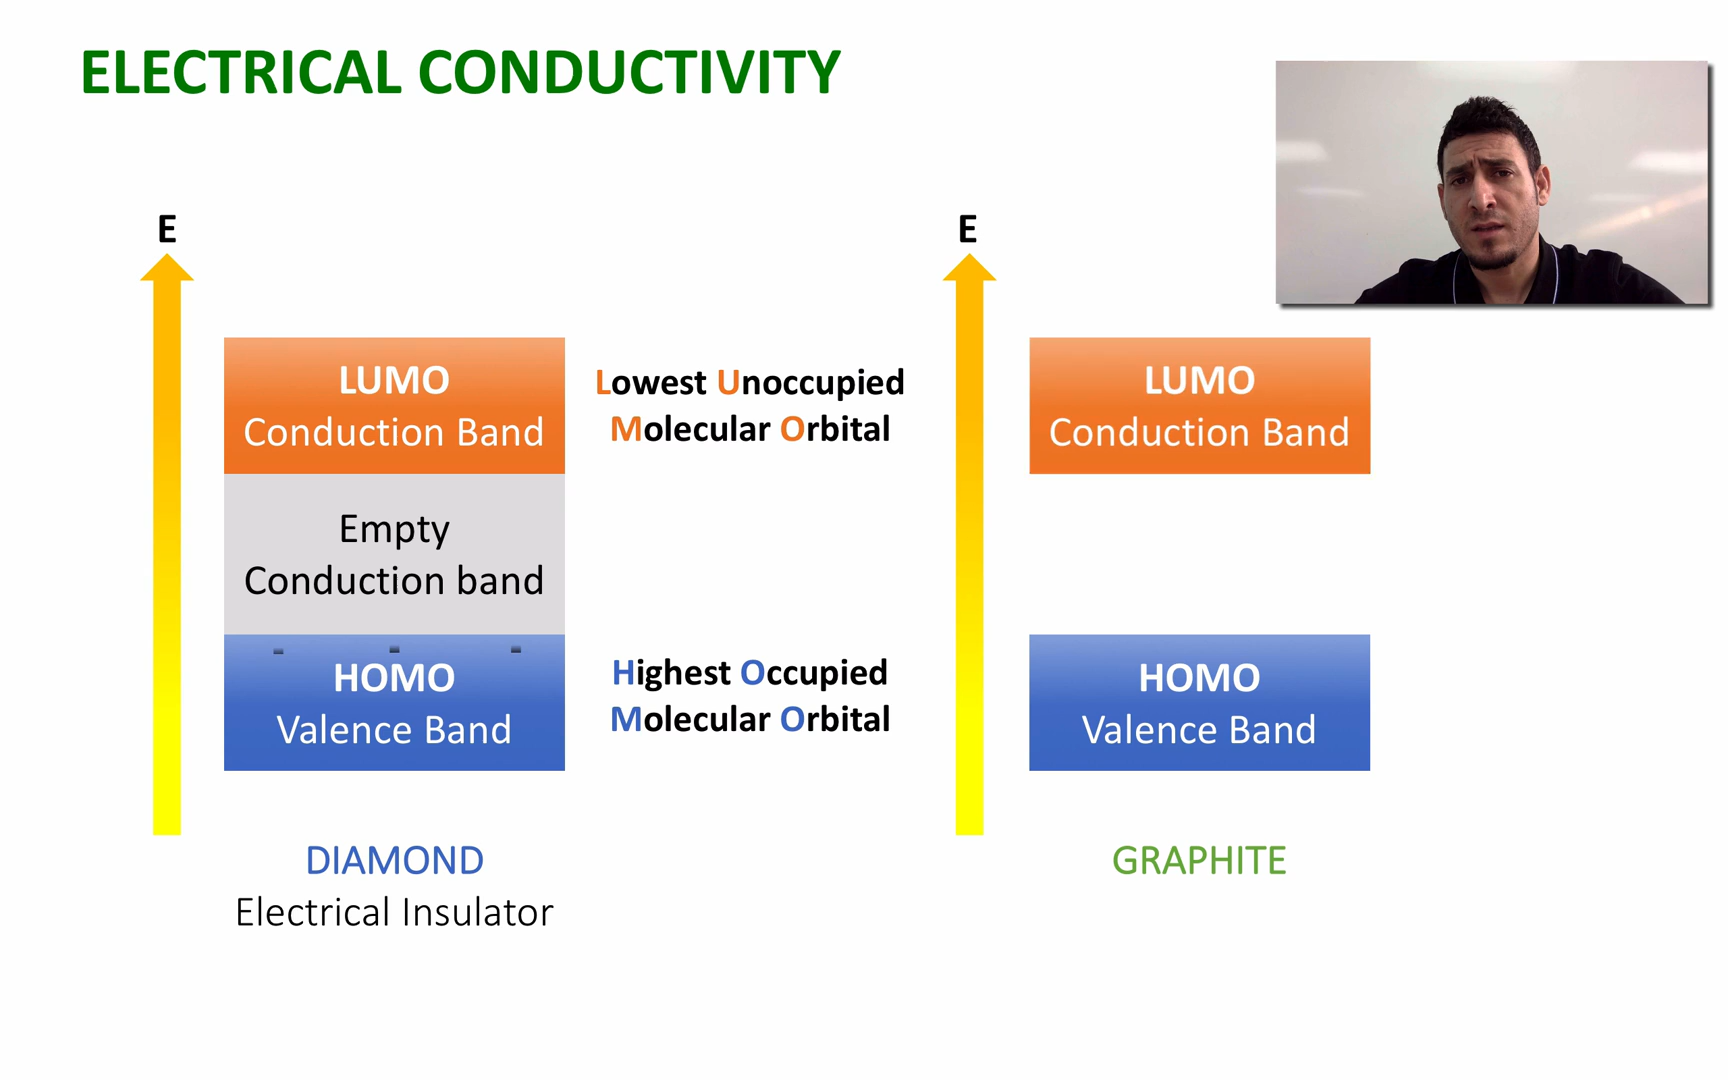 ELECTRICAL CONDUCTIVITY
E
LUMO
Conduction Band
Empty
Conduction band
HOMO
Valence Band
DIAMOND
Electrical Insulator
Lowest Unoccupied
Molecular Orbital
Highest Occupied
Molecular Orbital
E
LUMO
Conduction Band
HOMO
Valence Band
GRAPHITE